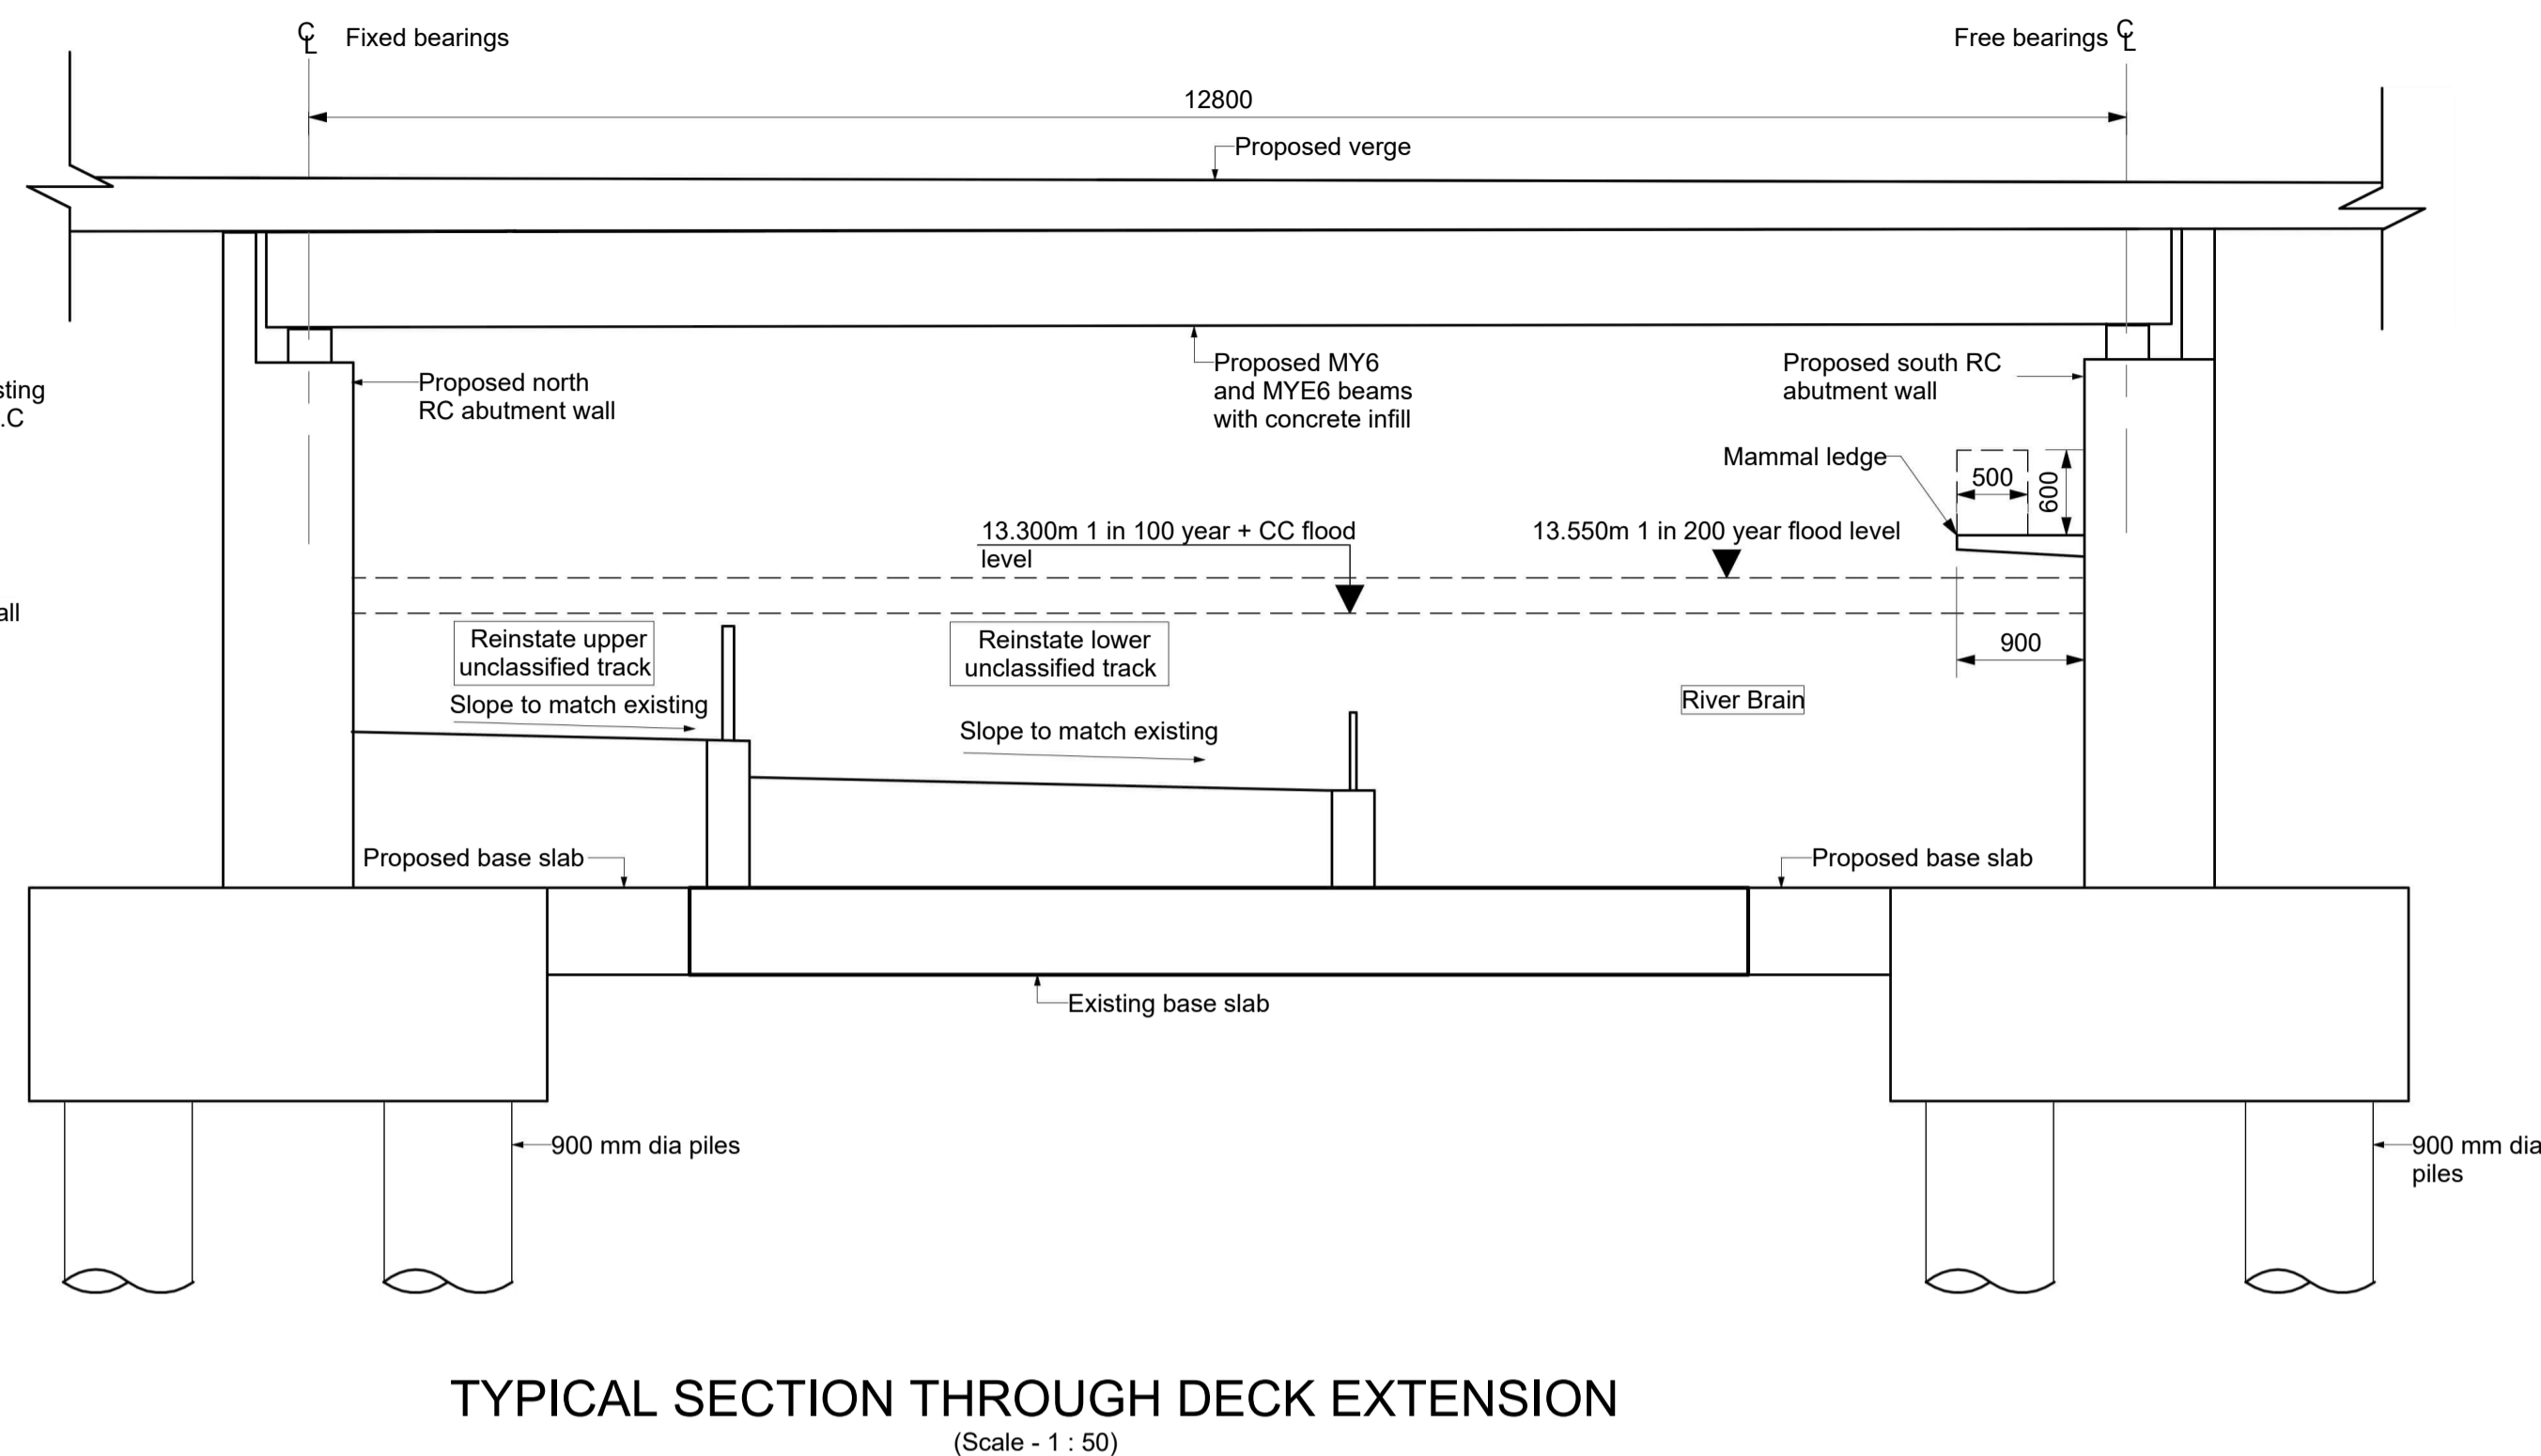 CL Fixed bearings
Free bearings CL
12800
Proposed verge
Proposed north
RC abutment wall
Proposed MY6
and MYE6 beams
with concrete infill
Proposed south RC
abutment wall
sting
.C
Mammal ledge
500
600
13.300m 1 in 100 year + CC flood
level
13.550m 1 in 200 year flood level
all
Reinstate upper
unclassified track
Reinstate lower
unclassified track
900
Slope to match existing
Slope to match existing
River Brain
Proposed base slab
Proposed base slab
Existing base slab
900 mm dia piles
900 mm dia
piles
TYPICAL SECTION THROUGH DECK EXTENSION
(Scale - 1 : 50)